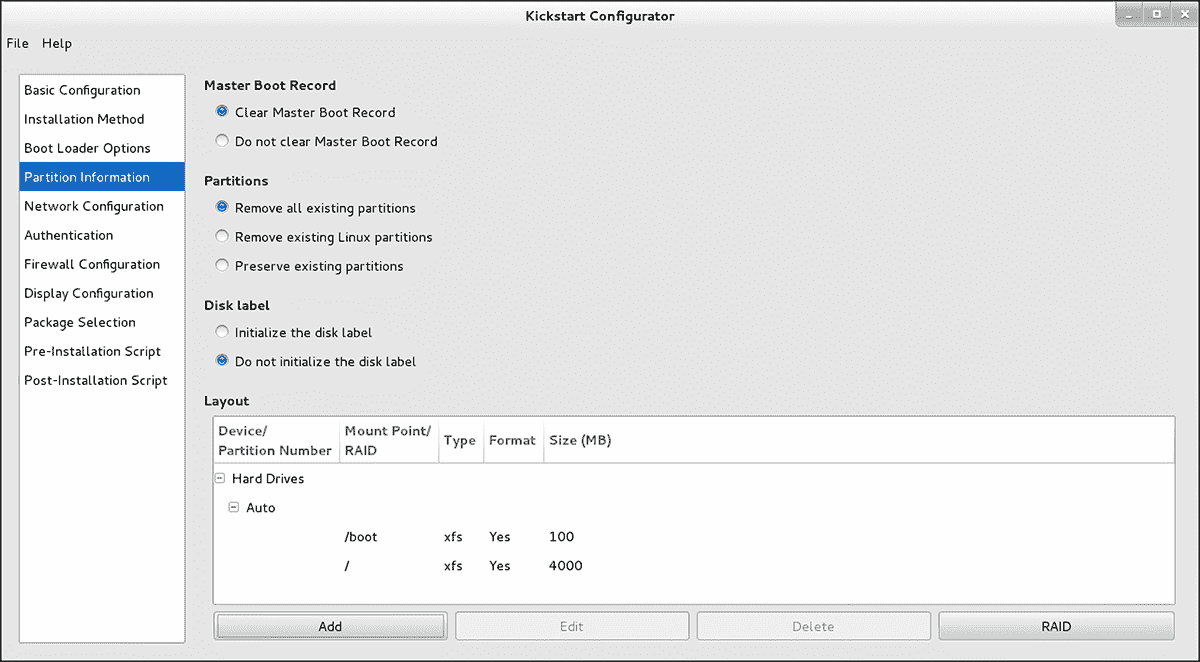 Kickstart Configurator
File Help
Basic Configuration
Installation Method
Boot Loader Options
Partition Information
Network Configuration
Authentication
Firewall Configuration
Display Configuration
Package Selection
Pre-Installation Script
Post-Installation Script
Master Boot Record
Clear Master Boot Record
Do not clear Master Boot Record
Partitions
Remove all existing partitions
Remove existing Linux partitions
Preserve existing partitions
Disk label
Initialize the disk label
Do not initialize the disk label
Layout
Device/
Partition Number
Mount Point/
RAID
Type
Format
Size (MB)
Hard Drives
Auto
/boot xfs Yes 100
/ xfs Yes 4000
Add Edit Delete RAID